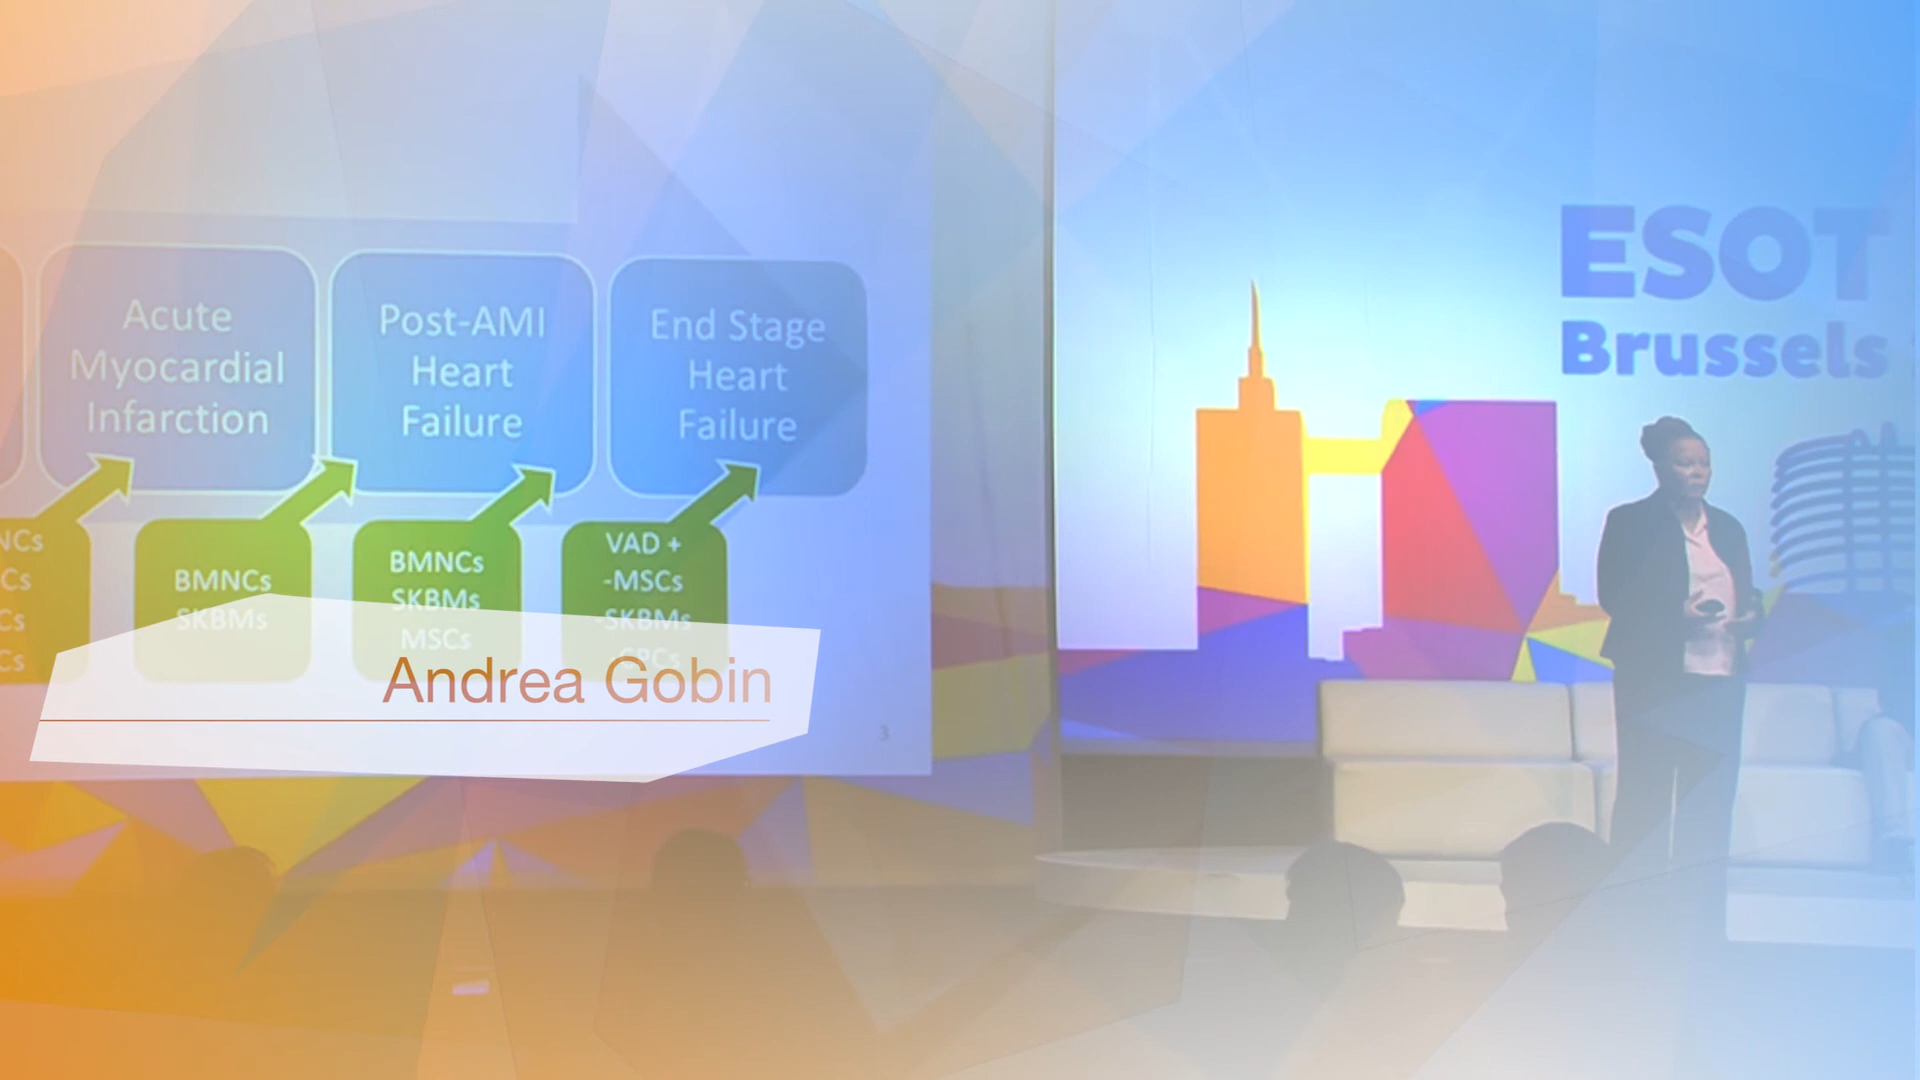 Acute
Myocardial
Infarction
Post-AMI
Heart
Failure
End Stage
Heart
Failure
BMNCs
SKBMs
BMNCs
SKBMs
MSCs
VAD +
-MSCs
-SKBMs
Andrea Gobin
3
ESOT
Brussels